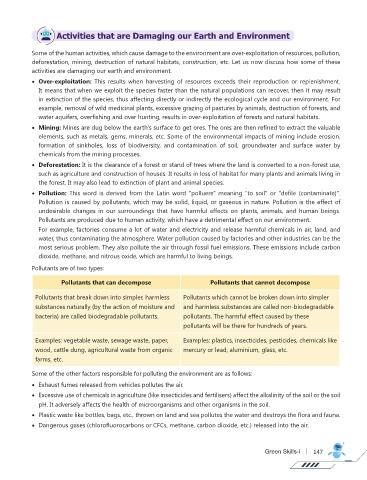 Activities that are Damaging our Earth and Environment
Some of the human activities, which cause damage to the environment are over-exploitation of resources, pollution,
deforestation, mining, destruction of natural habitats, construction, etc. Let us now discuss how some of these
activities are damaging our earth and environment.
• Over-exploitation: This results when harvesting of resources exceeds their reproduction or replenishment.
It means that when we exploit the species faster than the natural populations can recover, then it may result
in extinction of the species, thus affecting directly or indirectly the ecological cycle and our environment. For
example, removal of wild medicinal plants, excessive grazing of pastures by animals, destruction of forests, and
water aquifers, overfishing and over hunting, results in over-exploitation of forests and natural habitats.
• Mining: Mines are dug below the earth's surface to get ores. The ores are then refined to extract the valuable
elements, such as metals, gems, minerals, etc. Some of the environmental impacts of mining include erosion,
formation of sinkholes, loss of biodiversity, and contamination of soil, groundwater and surface water by
chemicals from the mining processes.
• Deforestation: It is the clearance of a forest or stand of trees where the land is converted to a non-forest use,
such as agriculture and construction of houses. It results in loss of habitat for many plants and animals living in
the forest. It may also lead to extinction of plant and animal species.
• Pollution: This word is derived from the Latin word "polluere" meaning "to soil" or "defile (contaminate)".
Pollution is caused by pollutants, which may be solid, liquid, or gaseous in nature. Pollution is the effect of
undesirable changes in our surroundings that have harmful effects on plants, animals, and human beings.
Pollutants are produced due to human activity, which have a detrimental effect on our environment.
For example, factories consume a lot of water and electricity and release harmful chemicals in air, land, and
water, thus contaminating the atmosphere. Water pollution caused by factories and other industries can be the
most serious problem. They also pollute the air through fossil fuel emissions. These emissions include carbon
dioxide, methane, and nitrous oxide, which are harmful to living beings.
Pollutants are of two types:
Pollutants that can decompose Pollutants that cannot decompose
Pollutants that break down into simpler, harmless
substances naturally (by the action of moisture and
bacteria) are called biodegradable pollutants.
Pollutants which cannot be broken down into simpler
and harmless substances are called non-biodegradable
pollutants. The harmful effect caused by these
pollutants will be there for hundreds of years.
Examples: vegetable waste, sewage waste, paper,
wood, cattle dung, agricultural waste from organic
farms, etc.
Examples: plastics, insecticides, pesticides, chemicals like
mercury or lead, aluminium, glass, etc.
Some of the other factors responsible for polluting the environment are as follows:
• Exhaust fumes released from vehicles pollutes the air.
• Excessive use of chemicals in agriculture (like insecticides and fertilisers) affect the alkalinity of the soil or the soil
pH. It adversely affects the health of microorganisms and other organisms in the soil.
• Plastic waste like bottles, bags, etc., thrown on land and sea pollutes the water and destroys the flora and fauna.
• Dangerous gases (chlorofluorocarbons or CFCs, methane, carbon dioxide, etc.) released into the air.
Green Skills-I 147